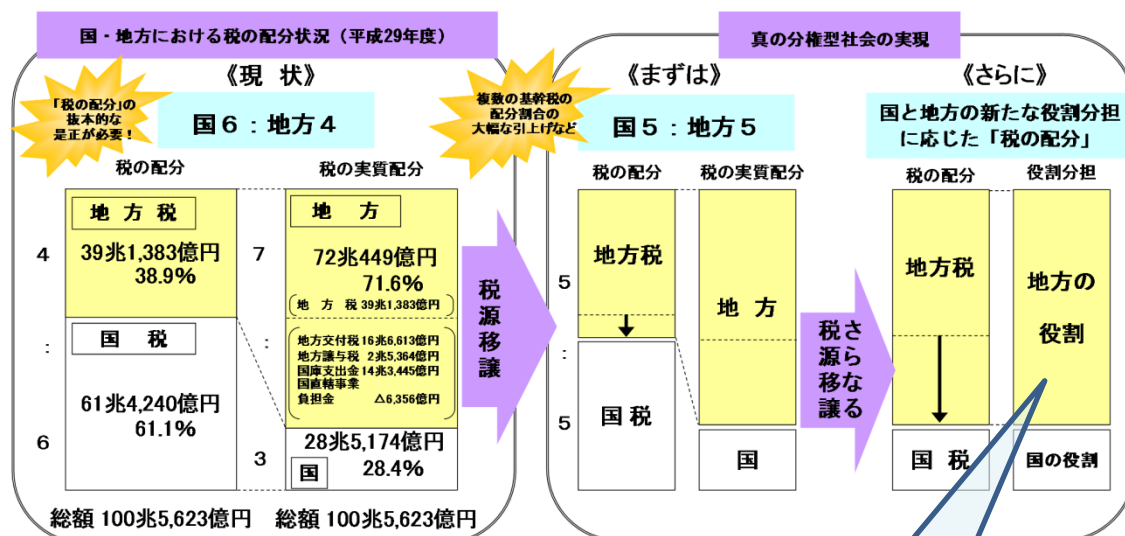 国・地方における税の配分状況（平成29年度）
《現 状》
「税の配分」の
抜本的な
是正が必要！
国６：地方４
税の配分
税の実質配分
4
：
6
地 方 税
39兆1,383億円
38.9%
国 税
61兆4,240億円
61.1%
総額 100兆5,623億円
7
：
3
地 方
72兆449億円
71.6%
地 方 税 39兆1,383億円
地方交付税 16兆6,613億円
地方譲与税 2兆5,364億円
国庫支出金 14兆3,445億円
国直轄事業
負担金 △6,356億円
28兆5,174億円
国
28.4%
総額 100兆5,623億円
税源移譲
真の分権型社会の実現
《まずは》
複数の基幹税の
配分割合の
大幅な引上げなど
国５：地方５
税の配分
税の実質配分
5
：
5
地方税
国 税
地 方
国
さらなる
税源移譲
《さらに》
国と地方の新たな役割分担
に応じた「税の配分」
税の配分
役割分担
地方税
国 税
地方の
役割
国の役割